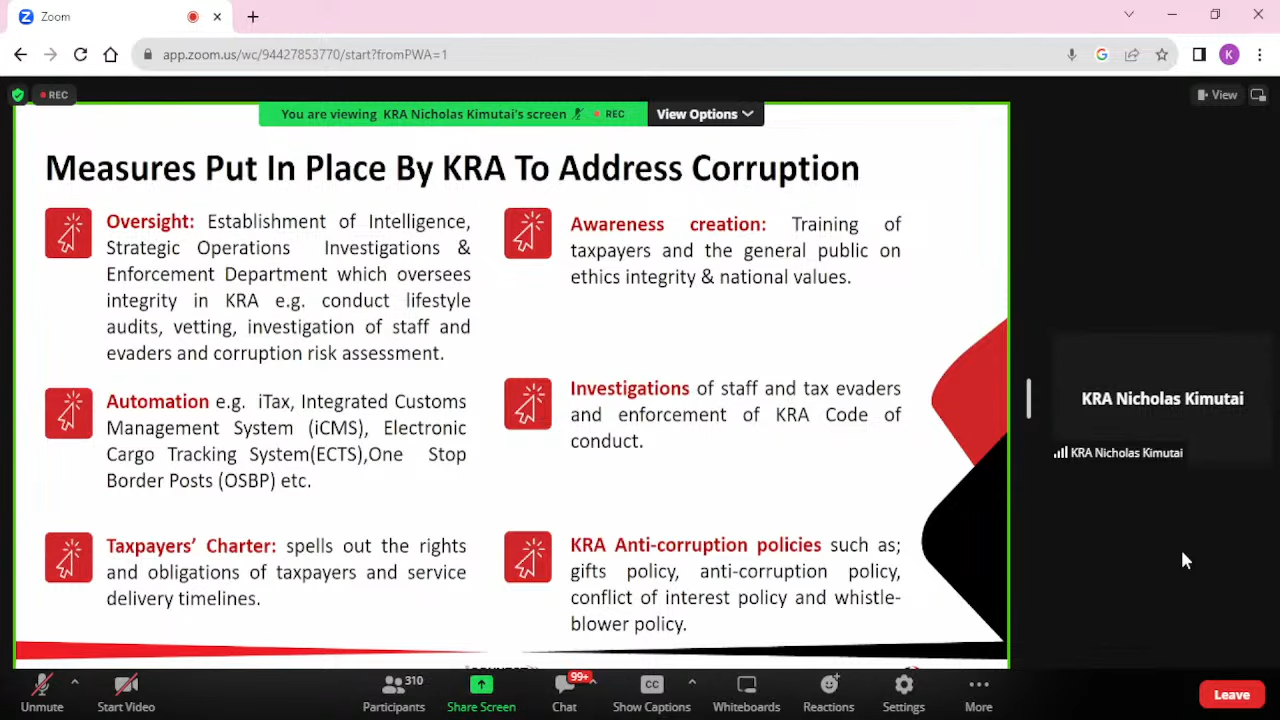 Zoom
app.zoom.us/wc/94427853770/start?fromPWA=1
K
REC
You are viewing KRA Nicholas Kimutai's screen
REC
View Options
View
Measures Put In Place By KRA To Address Corruption
Oversight: Establishment of Intelligence,
Strategic Operations Investigations &
Enforcement Department which oversees
integrity in KRA e.g. conduct lifestyle
audits, vetting, investigation of staff and
evaders and corruption risk assessment.
Automation e.g. iTax, Integrated Customs
Management System (iCMS), Electronic
Cargo Tracking System(ECTS),One Stop
Border Posts (OSBP) etc.
Taxpayers’ Charter: spells out the rights
and obligations of taxpayers and service
delivery timelines.
Awareness creation: Training of
taxpayers and the general public on
ethics integrity & national values.
Investigations of staff and tax evaders
and enforcement of KRA Code of
conduct.
KRA Anti-corruption policies such as;
gifts policy, anti-corruption policy,
conflict of interest policy and whistle-
blower policy.
KRA Nicholas Kimutai
KRA Nicholas Kimutai
Unmute
Start Video
310
Participants
Share Screen
99+
Chat
CC
Show Captions
Whiteboards
Reactions
Settings
More
Leave